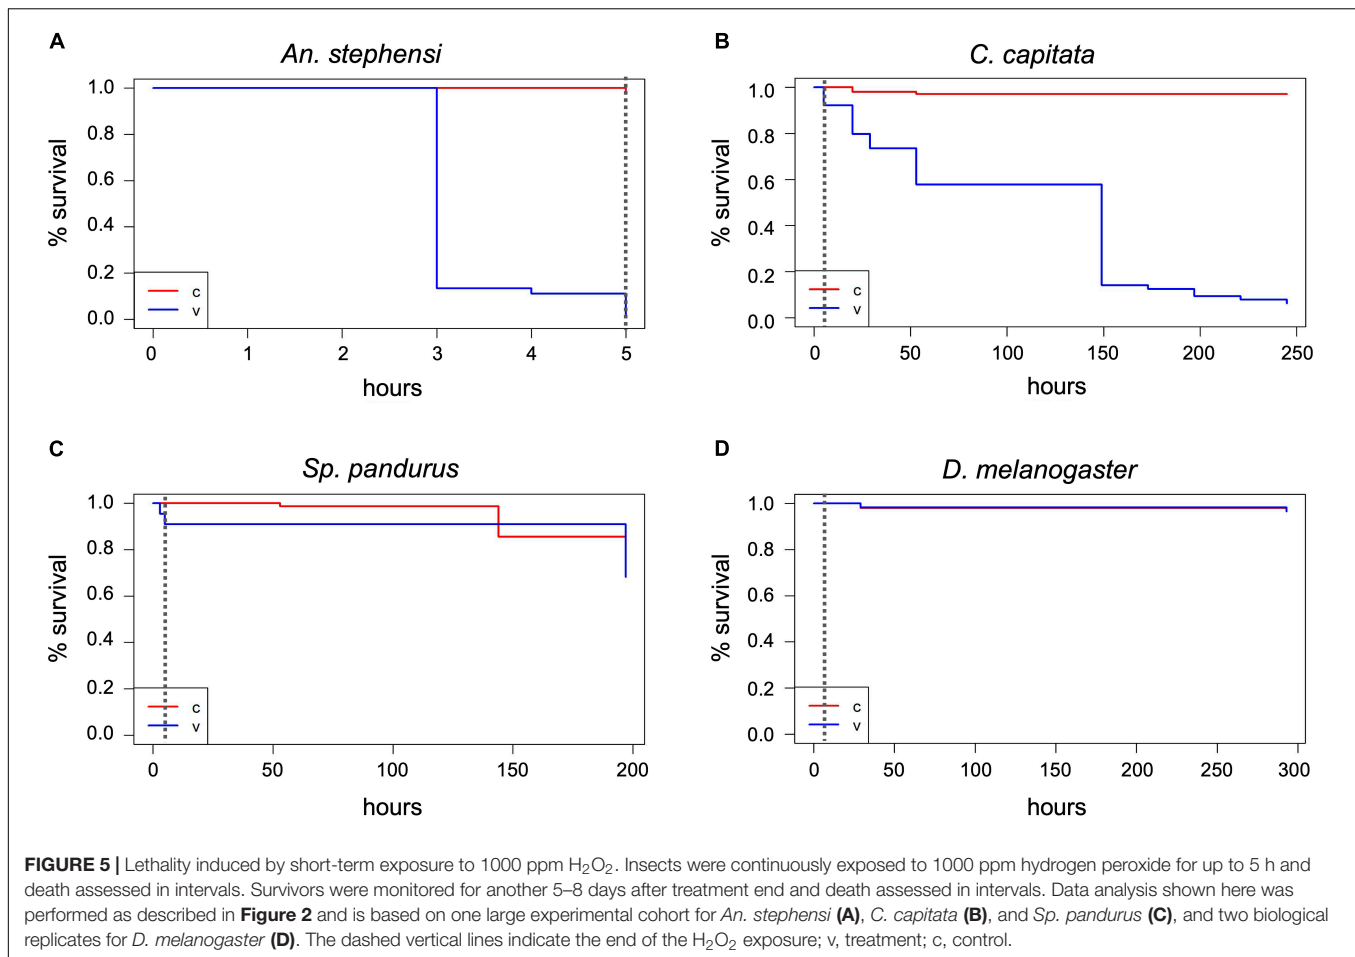 A
An. stephensi
% survival
1.0
0.8
0.6
0.4
0.2
0.0
c
v
0 1 2 3 4 5
hours
B
C. capitata
% survival
1.0
0.8
0.6
0.4
0.2
0.0
c
v
0 50 100 150 200 250
hours
C
Sp. pandurus
% survival
1.0
0.8
0.6
0.4
0.2
0.0
c
v
0 50 100 150 200
hours
D
D. melanogaster
% survival
1.0
0.8
0.6
0.4
0.2
0.0
c
v
0 50 100 150 200 250 300
hours
FIGURE 5 | Lethality induced by short-term exposure to 1000 ppm H₂O₂. Insects were continuously exposed to 1000 ppm hydrogen peroxide for up to 5 h and
death assessed in intervals. Survivors were monitored for another 5–8 days after treatment end and death assessed in intervals. Data analysis shown here was
performed as described in Figure 2 and is based on one large experimental cohort for An. stephensi (A), C. capitata (B), and Sp. pandurus (C), and two biological
replicates for D. melanogaster (D). The dashed vertical lines indicate the end of the H₂O₂ exposure; v, treatment; c, control.